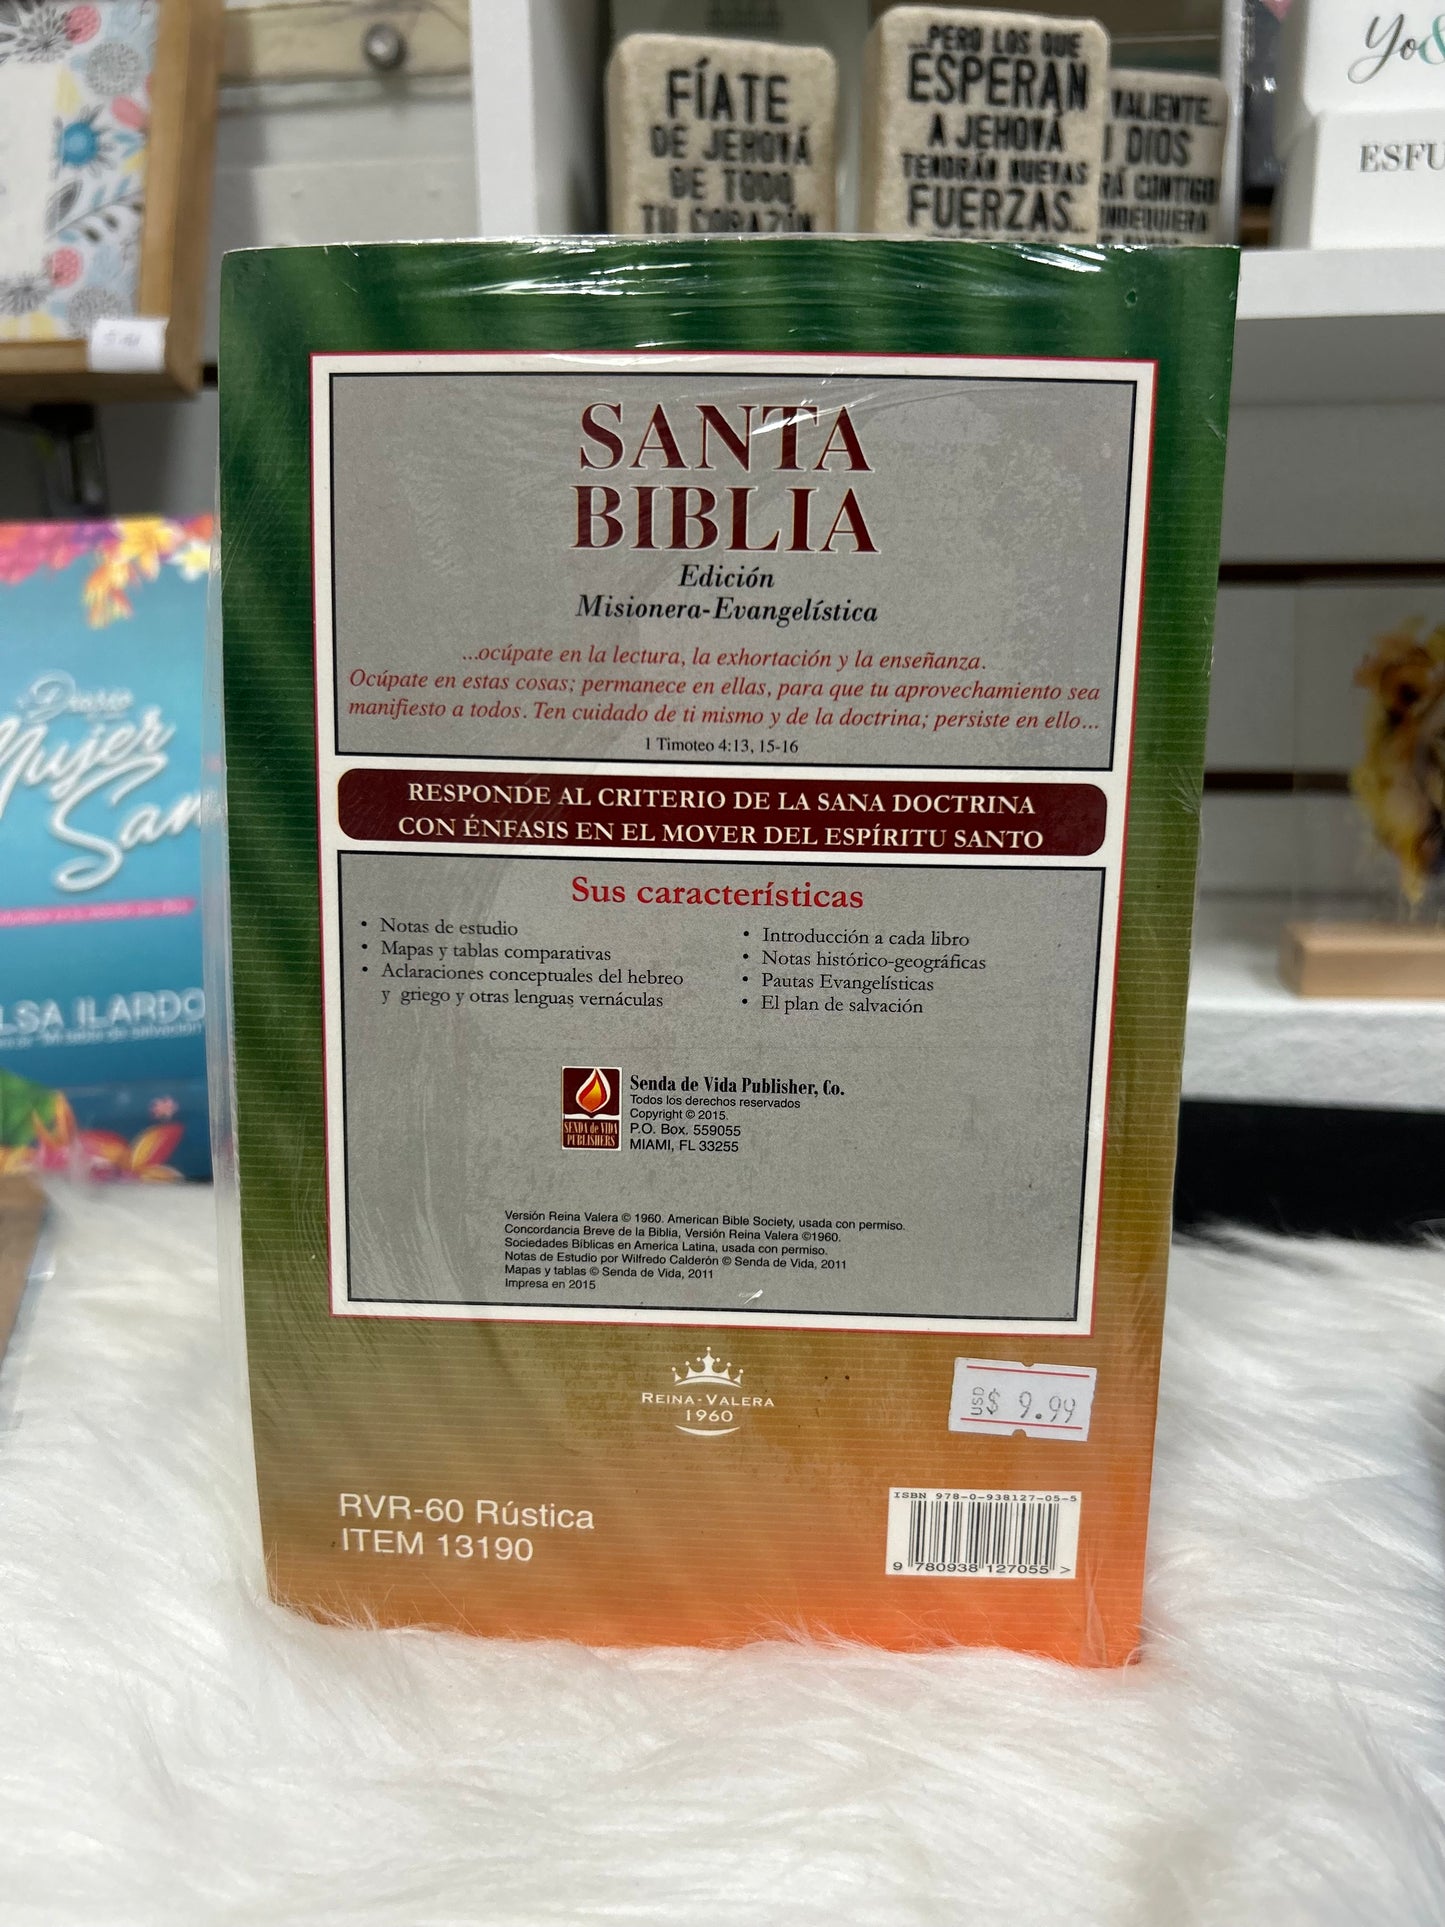 FÍATE
DE JEHOVÁ
DE TODO
TU CORAZÓN
...PERO LOS QUE
ESPERAN
A JEHOVÁ
TENDRÁN NUEVAS
FUERZAS...
VALIENTE...
DIOS
CONTIGO
Yo&
ESFU
Deseo
Mujer
San
LSA ILARDO
SANTA
BIBLIA
Edición
Misionera-Evangelística
...ocúpate en la lectura, la exhortación y la enseñanza.
Ocúpate en estas cosas; permanece en ellas, para que tu aprovechamiento sea
manifiesto a todos. Ten cuidado de ti mismo y de la doctrina; persiste en ello...
1 Timoteo 4:13, 15-16
RESPONDE AL CRITERIO DE LA SANA DOCTRINA
CON ÉNFASIS EN EL MOVER DEL ESPÍRITU SANTO
Sus características
• Notas de estudio
• Mapas y tablas comparativas
• Aclaraciones conceptuales del hebreo
y griego y otras lenguas vernáculas
• Introducción a cada libro
• Notas histórico-geográficas
• Pautas Evangelísticas
• El plan de salvación
SENDA de VIDA
PUBLISHERS
Senda de Vida Publisher, Co.
Todos los derechos reservados
Copyright © 2015.
P.O. Box. 559055
MIAMI, FL 33255
Versión Reina Valera © 1960. American Bible Society, usada con permiso.
Concordancia Breve de la Biblia, Versión Reina Valera ©1960.
Sociedades Bíblicas en America Latina, usada con permiso.
Notas de Estudio por Wilfredo Calderón © Senda de Vida, 2011
Mapas y tablas © Senda de Vida, 2011
Impresa en 2015
REINA-VALERA
1960
USD $ 9.99
RVR-60 Rústica
ITEM 13190
ISBN 978-0-938127-05-5
9 780938 127055 >